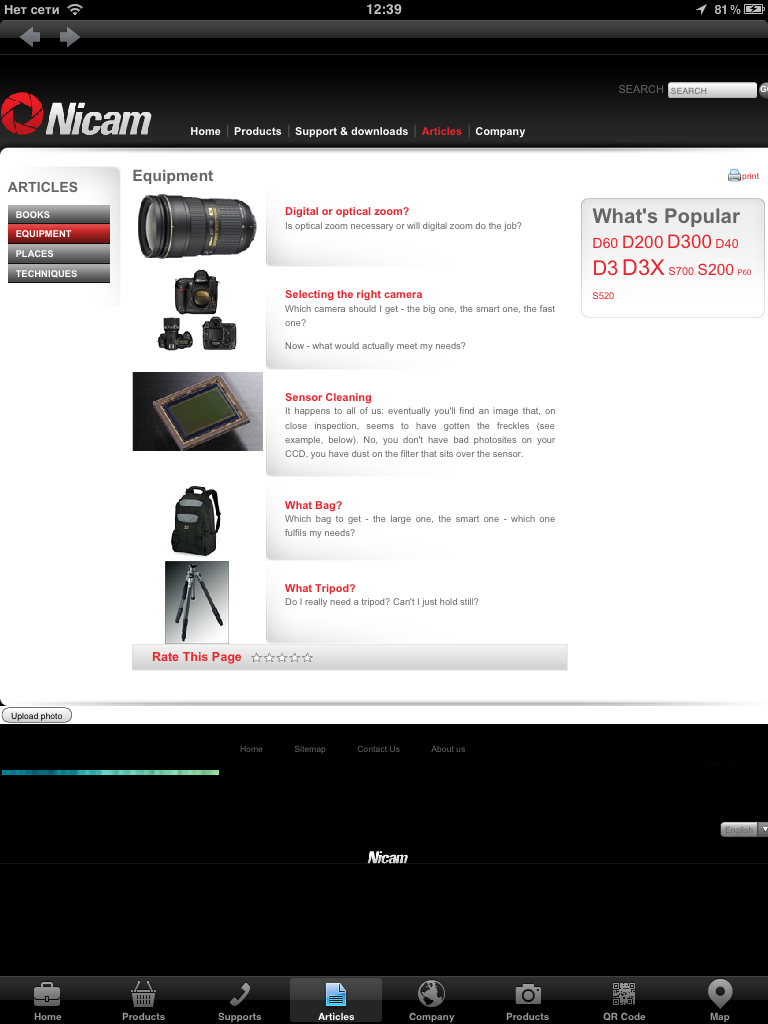 Нет сети 12:39 81 %
SEARCH SEARCH
Nicam
Home Products Support & downloads Articles Company
ARTICLES
BOOKS
EQUIPMENT
PLACES
TECHNIQUES
Equipment
print
Digital or optical zoom?
Is optical zoom necessary or will digital zoom do the job?
Selecting the right camera
Which camera should I get - the big one, the smart one, the fast
one?
Now - what would actually meet my needs?
Sensor Cleaning
It happens to all of us: eventually you'll find an image that, on
close inspection, seems to have gotten the freckles (see
example, below). No, you don't have bad photosites on your
CCD, you have dust on the filter that sits over the sensor.
What Bag?
Which bag to get - the large one, the smart one - which one
fulfils my needs?
What Tripod?
Do I really need a tripod? Can't I just hold still?
Rate This Page
What's Popular
D60 D200 D300 D40
D3 D3X S700 S200 P60
S520
Upload photo
Home Sitemap Contact Us About us
English
Nicam
Home Products Supports Articles Company Products QR Code Map